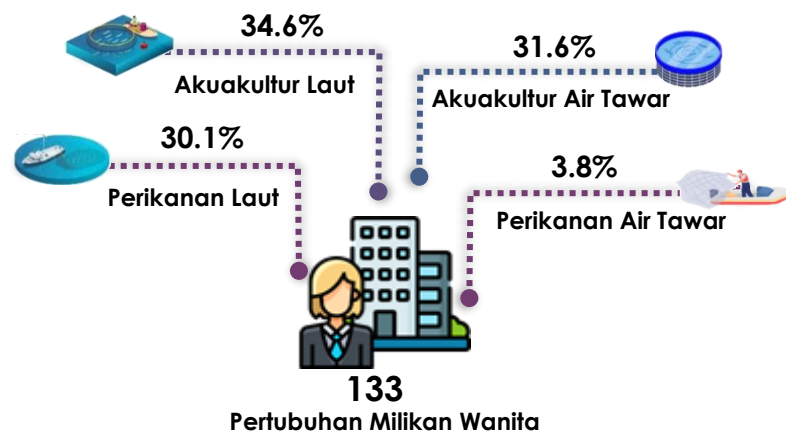 34.6%
Akuakultur Laut
31.6%
Akuakultur Air Tawar
30.1%
Perikanan Laut
3.8%
Perikanan Air Tawar
133
Pertubuhan Milikan Wanita